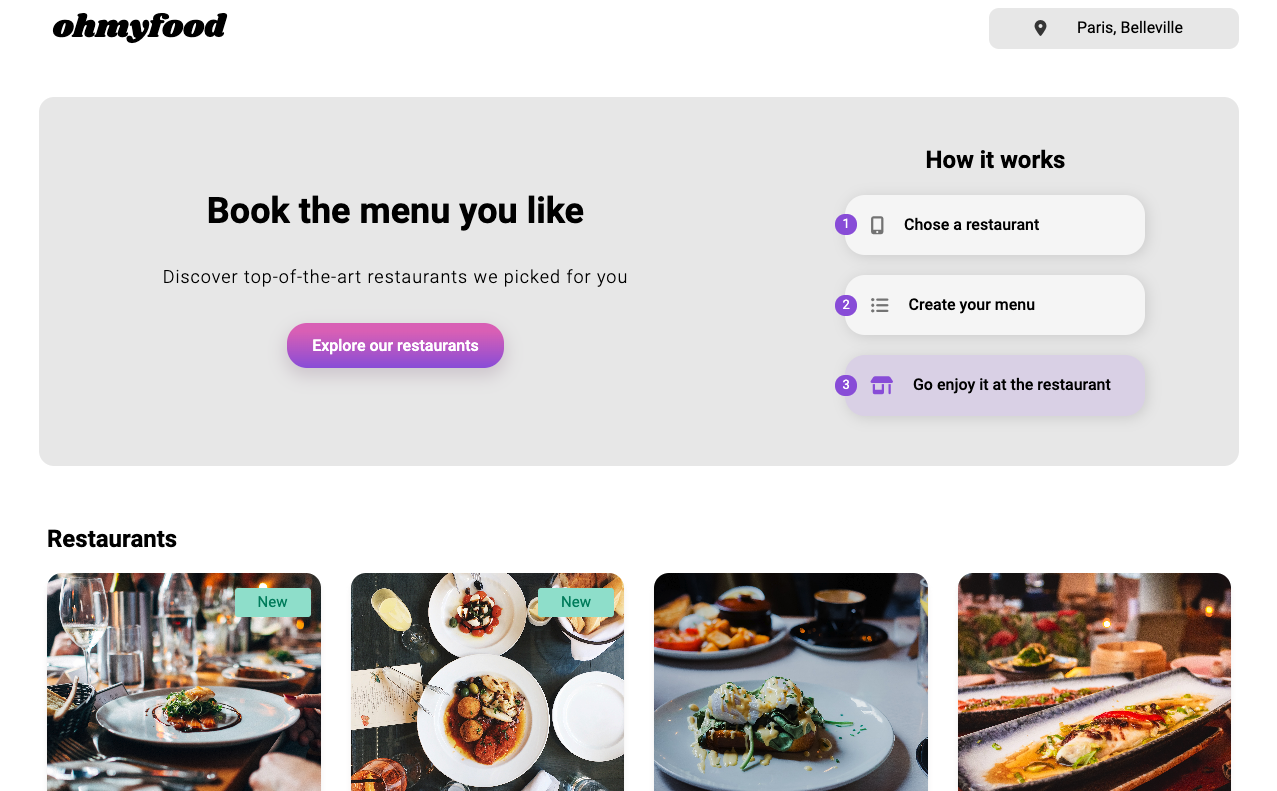 ohmyfood
Paris, Belleville
Book the menu you like
Discover top-of-the-art restaurants we picked for you
Explore our restaurants
How it works
1 Chose a restaurant
2 Create your menu
3 Go enjoy it at the restaurant
Restaurants
New
New